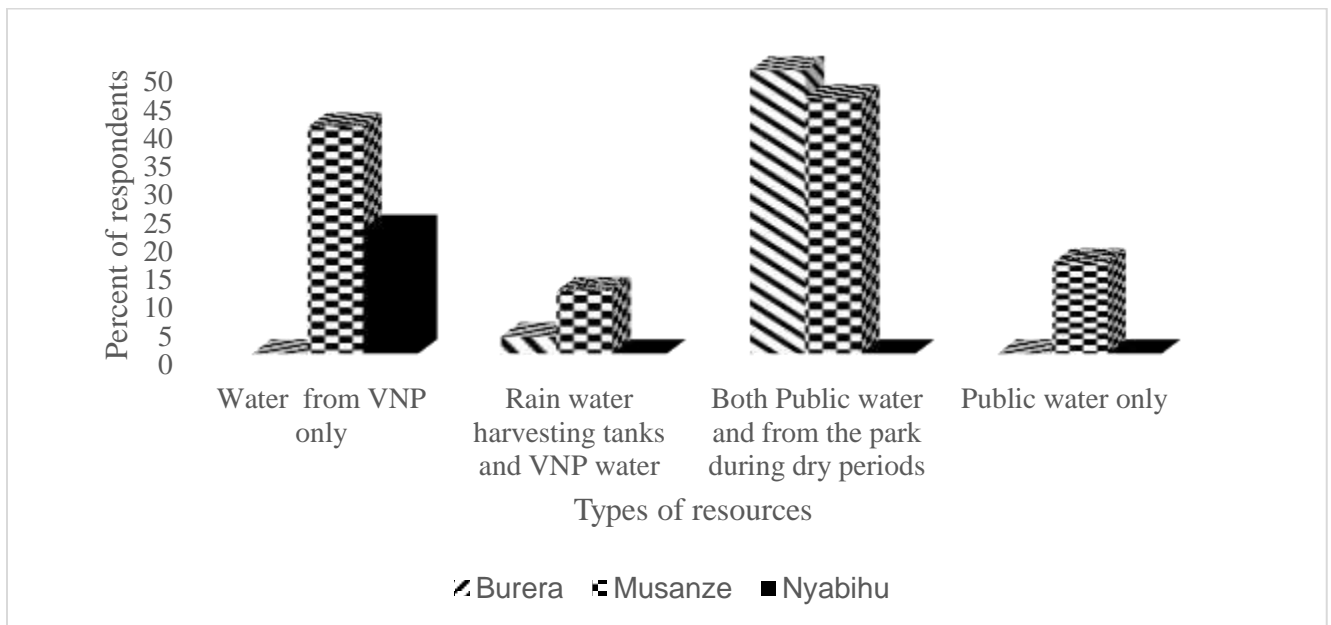 Percent of respondents
50
45
40
35
30
25
20
15
10
5
0
Water from VNP only
Rain water harvesting tanks and VNP water
Both Public water and from the park during dry periods
Public water only
Types of resources
Burera Musanze Nyabihu